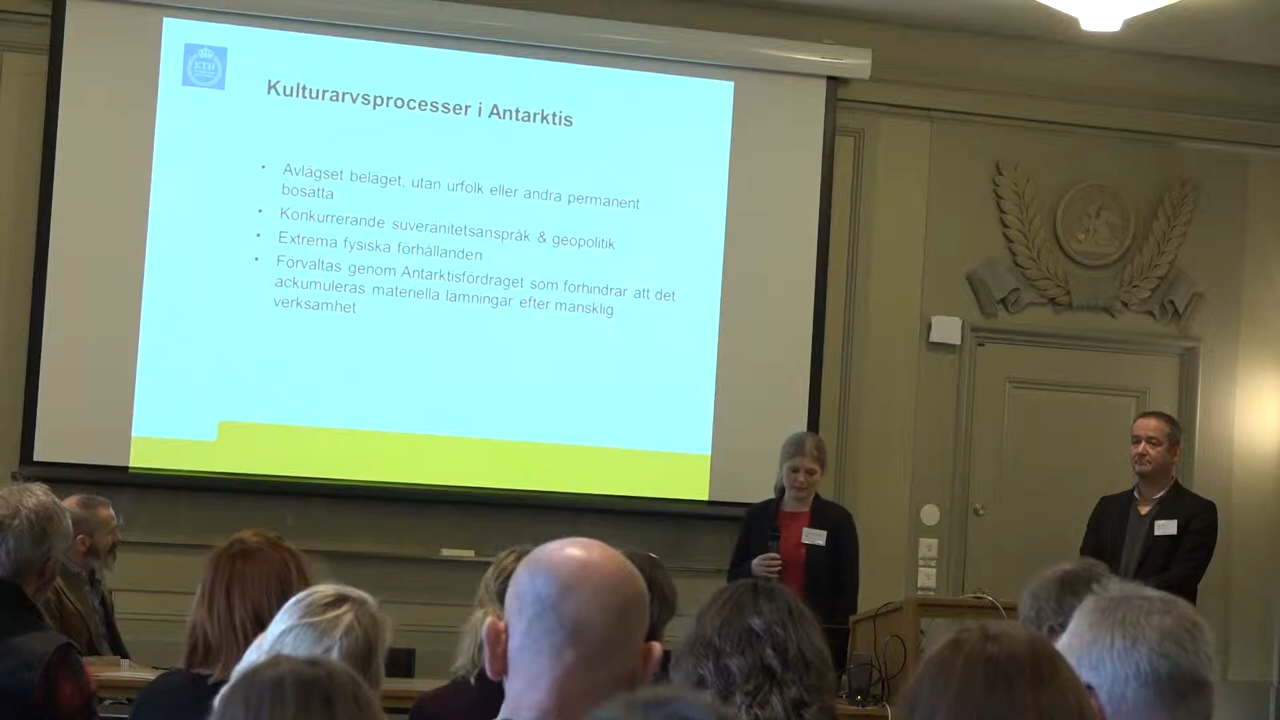 KTH
Kulturarvsprocesser i Antarktis
• Avlägset beläget, utan urfolk eller andra permanent
bosatta
• Konkurrerande suveränitetsanspråk & geopolitik
• Extrema fysiska förhållanden
• Förvaltas genom Antarktisfördraget som förhindrar att det
ackumuleras materiella lämningar efter mänsklig
verksamhet